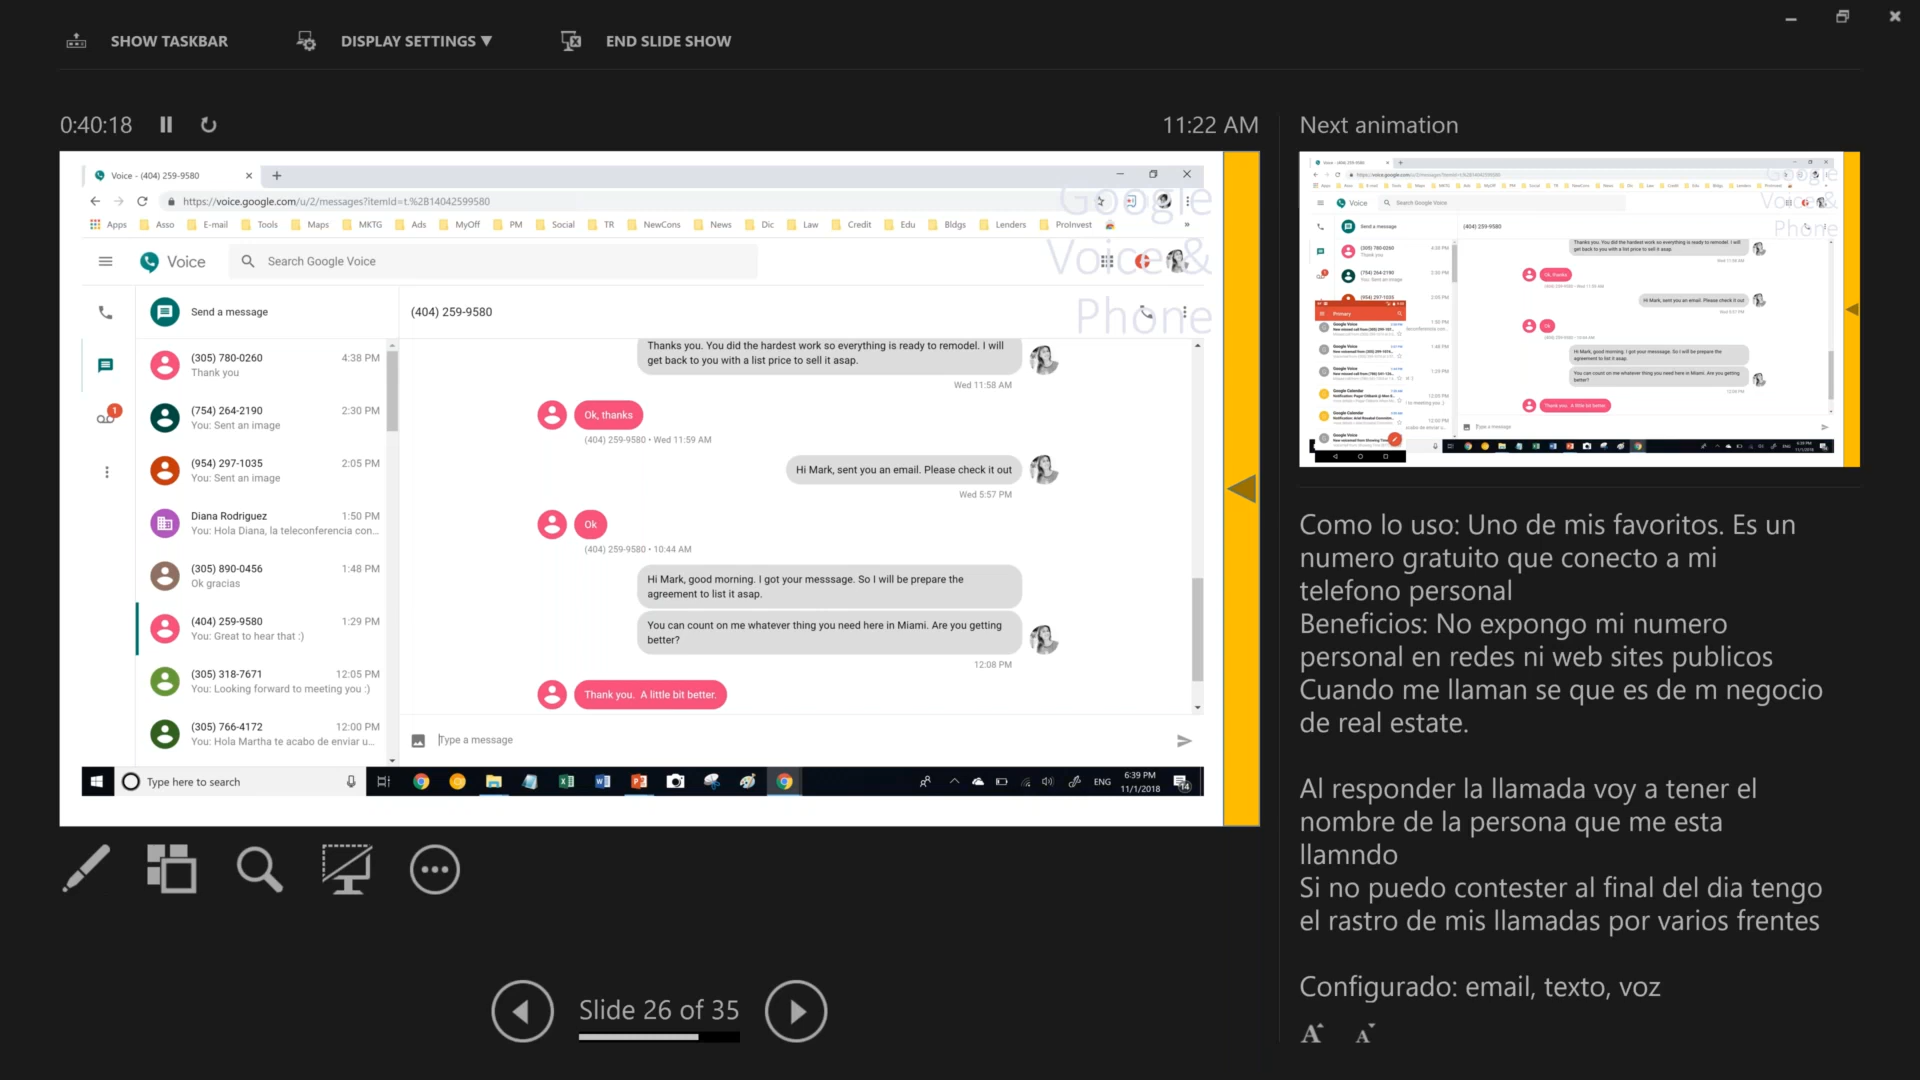 SHOW TASKBAR
DISPLAY SETTINGS ▼
END SLIDE SHOW
0:40:18
11:22 AM
Next animation
Voice - (404) 259-9580
https://voice.google.com/u/2/messages?itemId=t.%2B14042599580
Apps Asso E-mail Tools Maps MKTG Ads MyOff PM Social TR NewCons News Dic Law Credit Edu Bldgs Lenders ProInvest »
Google
Voice &
Phone
Voice
Search Google Voice
Send a message
(404) 259-9580
(305) 780-0260 4:38 PM
Thank you
(754) 264-2190 2:30 PM
You: Sent an image
1
(954) 297-1035 2:05 PM
You: Sent an image
Diana Rodriguez 1:50 PM
You: Hola Diana, la teleconferencia con...
(305) 890-0456 1:48 PM
Ok gracias
(404) 259-9580 1:29 PM
You: Great to hear that :)
(305) 318-7671 12:05 PM
You: Looking forward to meeting you :)
(305) 766-4172 12:00 PM
You: Hola Martha te acabo de enviar u...
Thanks you. You did the hardest work so everything is ready to remodel. I will
get back to you with a list price to sell it asap.
Wed 11:58 AM
Ok, thanks
(404) 259-9580 • Wed 11:59 AM
Hi Mark, sent you an email. Please check it out
Wed 5:57 PM
Ok
(404) 259-9580 • 10:44 AM
Hi Mark, good morning. I got your messsage. So I will be prepare the
agreement to list it asap.
You can count on me whatever thing you need here in Miami. Are you getting
better?
12:08 PM
Thank you. A little bit better.
Type a message
Type here to search
ENG
6:39 PM
11/1/2018
14
Slide 26 of 35
Como lo uso: Uno de mis favoritos. Es un
numero gratuito que conecto a mi
telefono personal
Beneficios: No expongo mi numero
personal en redes ni web sites publicos
Cuando me llaman se que es de m negocio
de real estate.
Al responder la llamada voy a tener el
nombre de la persona que me esta
llamndo
Si no puedo contester al final del dia tengo
el rastro de mis llamadas por varios frentes
Configurado: email, texto, voz
A A